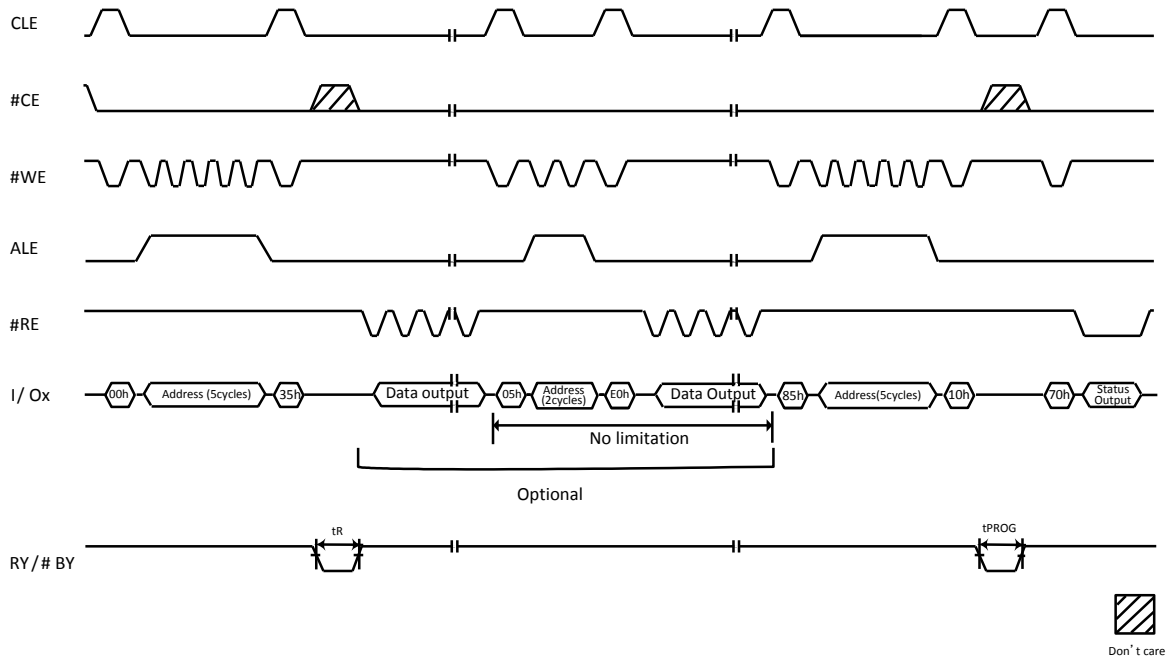 CLE
#CE
#WE
ALE
#RE
I/Ox 00h Address (5cycles) 35h Data output 05h Address (2cycles) E0h Data Output 85h Address(5cycles) 10h 70h Status Output
No limitation
Optional
tR tPROG
RY/# BY
Don't care